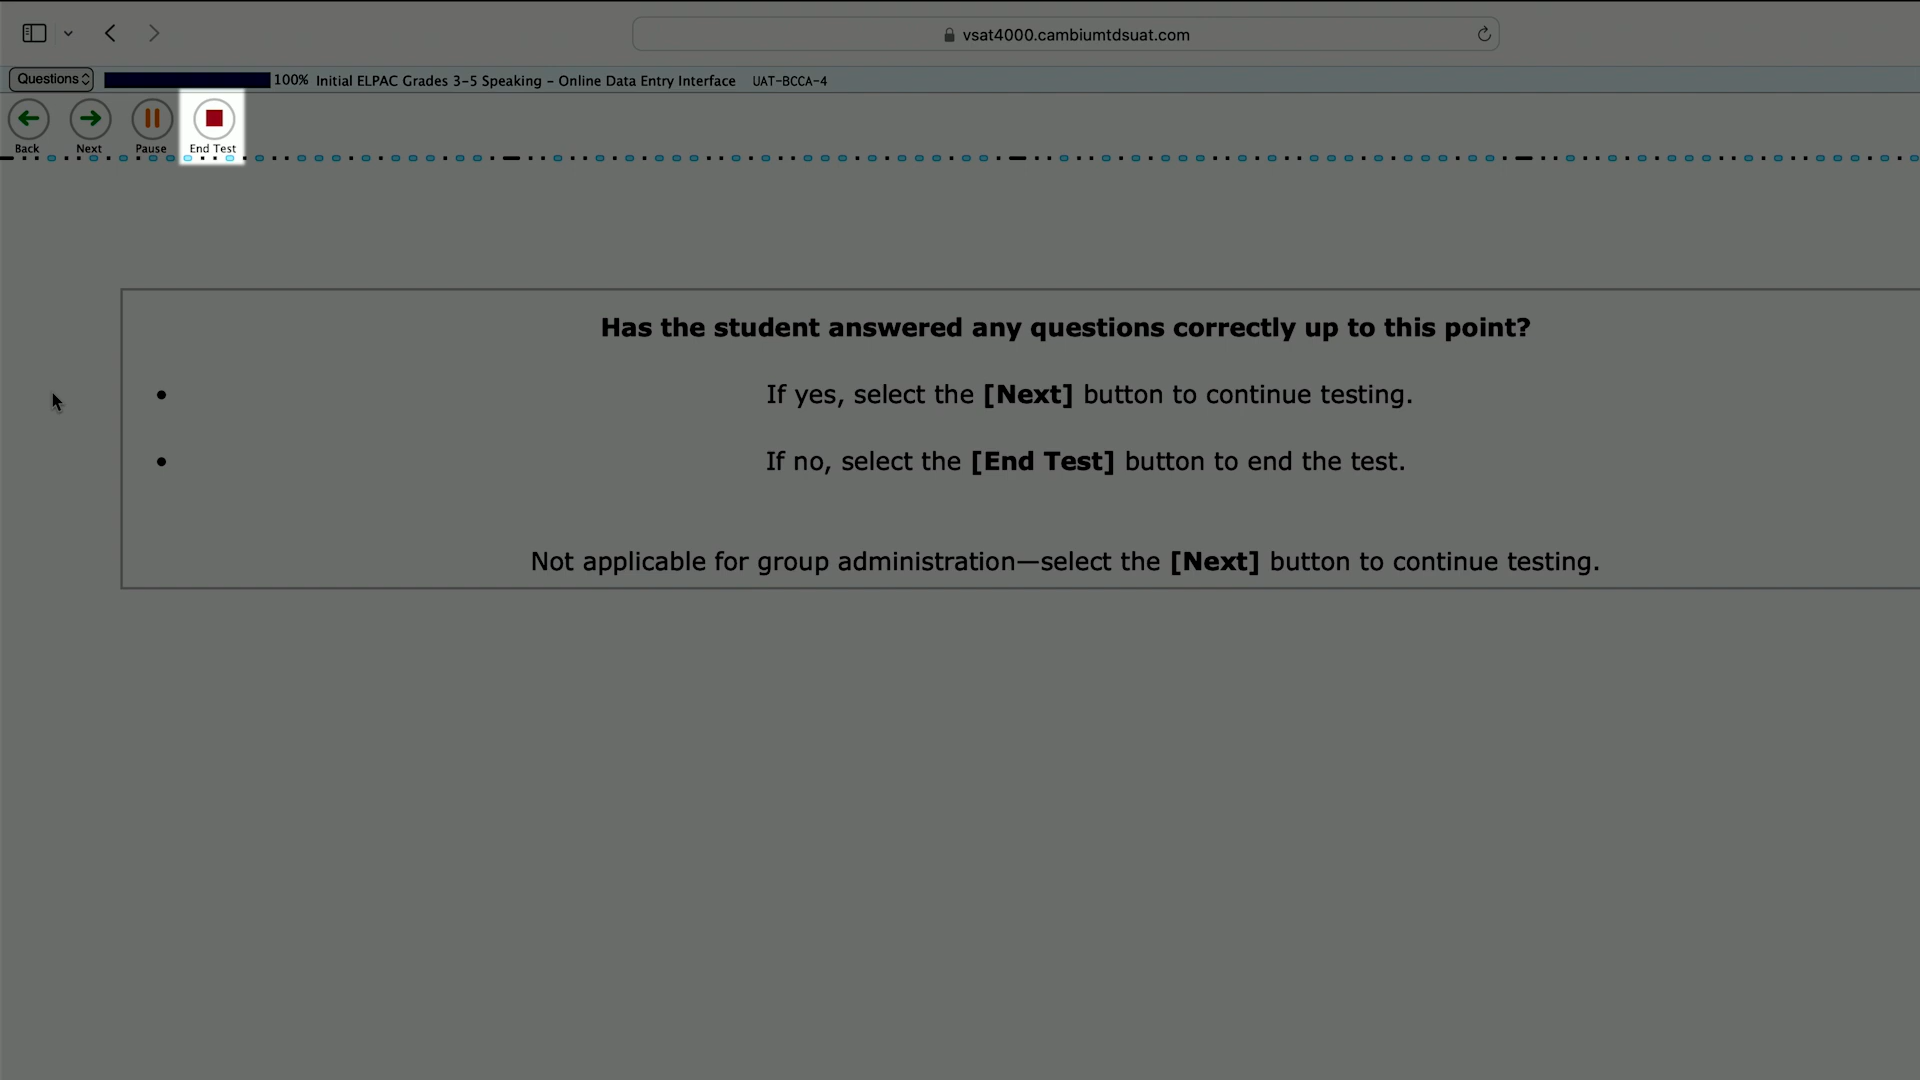 vsat4000.cambiumtdsuat.com
Questions 100% Initial ELPAC Grades 3-5 Speaking - Online Data Entry Interface UAT-BCCA-4
Back Next Pause End Test
Has the student answered any questions correctly up to this point?
• If yes, select the [Next] button to continue testing.
• If no, select the [End Test] button to end the test.
Not applicable for group administration—select the [Next] button to continue testing.